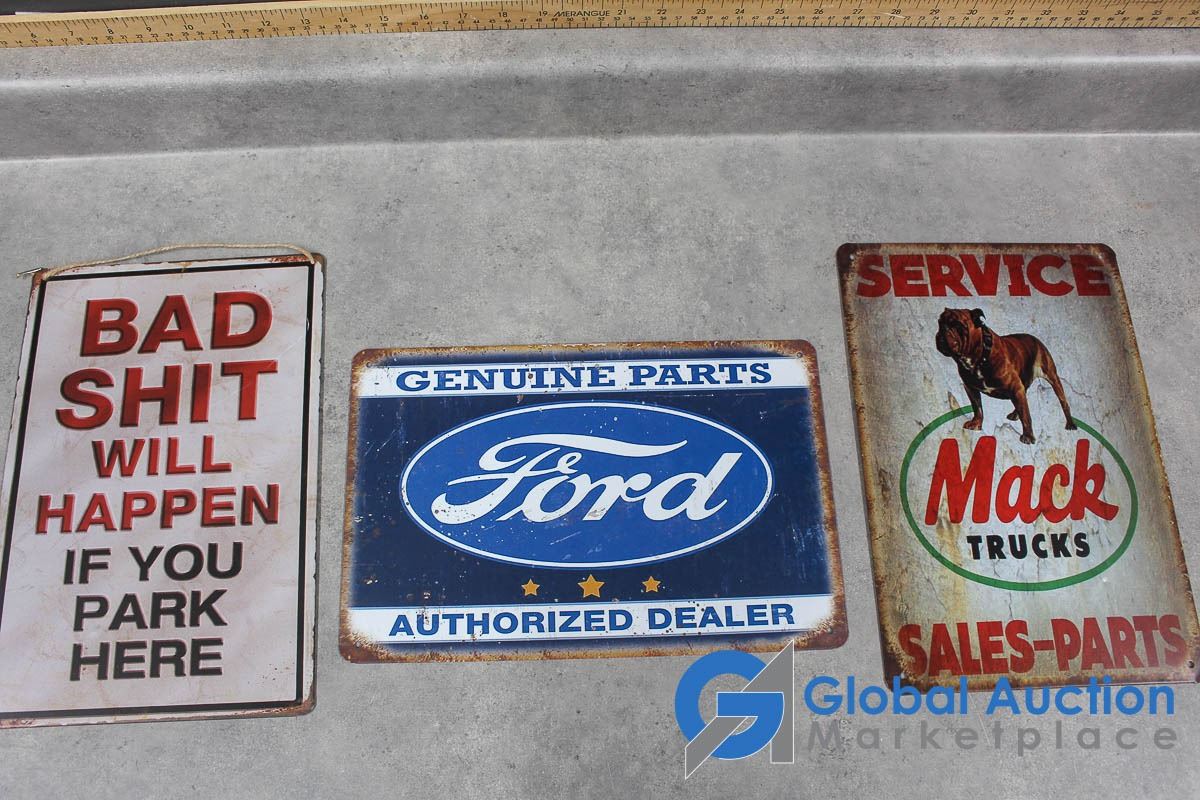 MERANGUE
BAD
SHIT
WILL
HAPPEN
IF YOU
PARK
HERE
GENUINE PARTS
Ford
AUTHORIZED DEALER
SERVICE
Mack
TRUCKS
SALES-PARTS
Global Auction
Marketplace